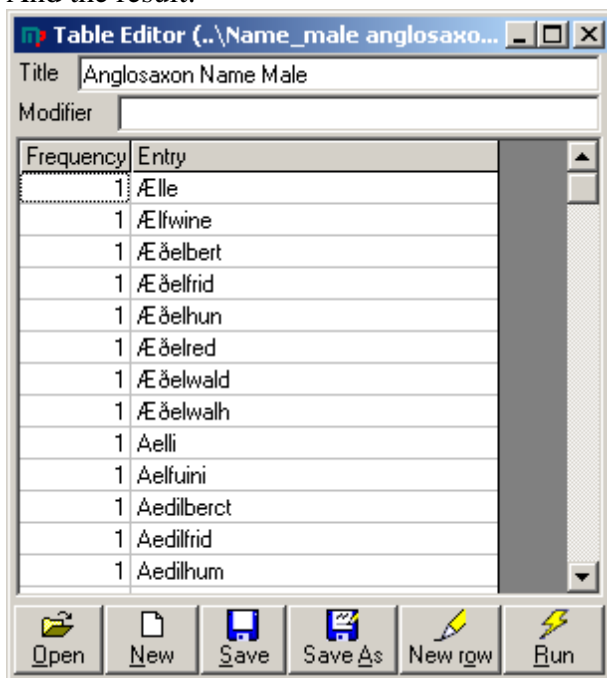 And the result:
Table Editor (..\Name_male anglosaxo...
Title Anglosaxon Name Male
Modifier
Frequency Entry
1 Ælle
1 Ælfwine
1 Æðelbert
1 Æðelfrid
1 Æðelhun
1 Æðelred
1 Æðelwald
1 Æðelwalh
1 Aelli
1 Aelfuini
1 Aedilberct
1 Aedilfrid
1 Aedilhum
Open New Save Save As New row Run